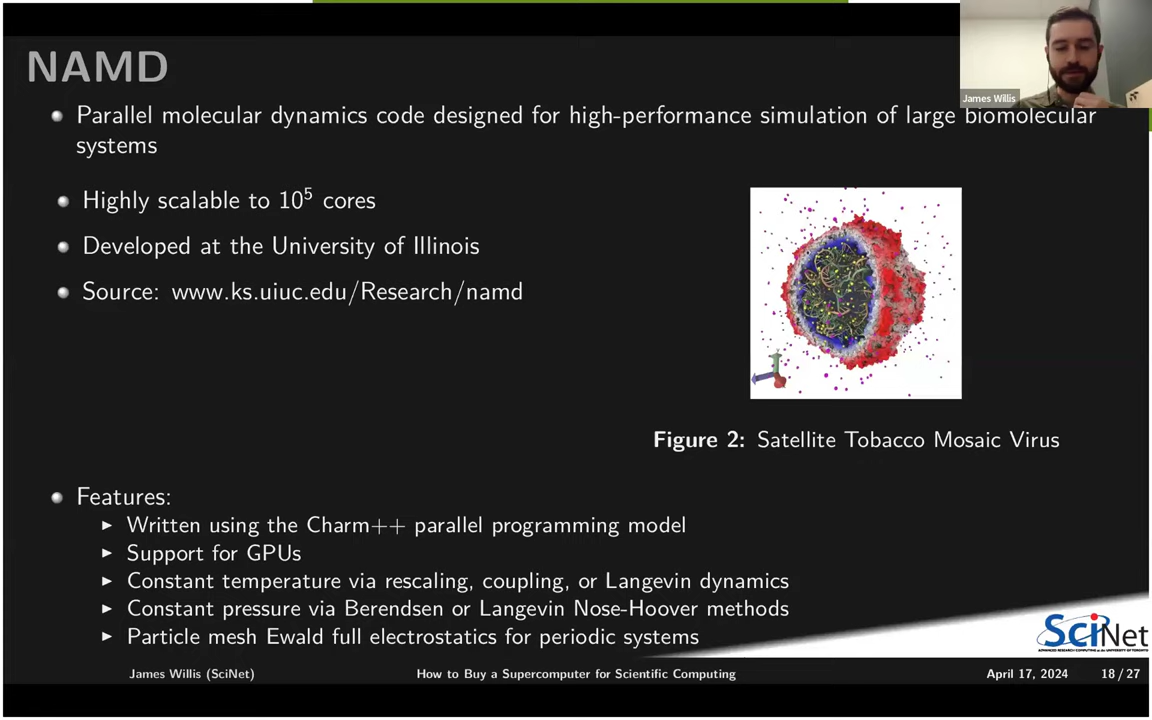 NAMD
James Willis
Parallel molecular dynamics code designed for high-performance simulation of large biomolecular
systems
Highly scalable to 10⁵ cores
Developed at the University of Illinois
Source: www.ks.uiuc.edu/Research/namd
Figure 2: Satellite Tobacco Mosaic Virus
Features:
Written using the Charm++ parallel programming model
Support for GPUs
Constant temperature via rescaling, coupling, or Langevin dynamics
Constant pressure via Berendsen or Langevin Nose-Hoover methods
Particle mesh Ewald full electrostatics for periodic systems
SciNet
ADVANCED RESEARCH COMPUTING at the UNIVERSITY OF TORONTO
James Willis (SciNet)
How to Buy a Supercomputer for Scientific Computing
April 17, 2024
18 / 27